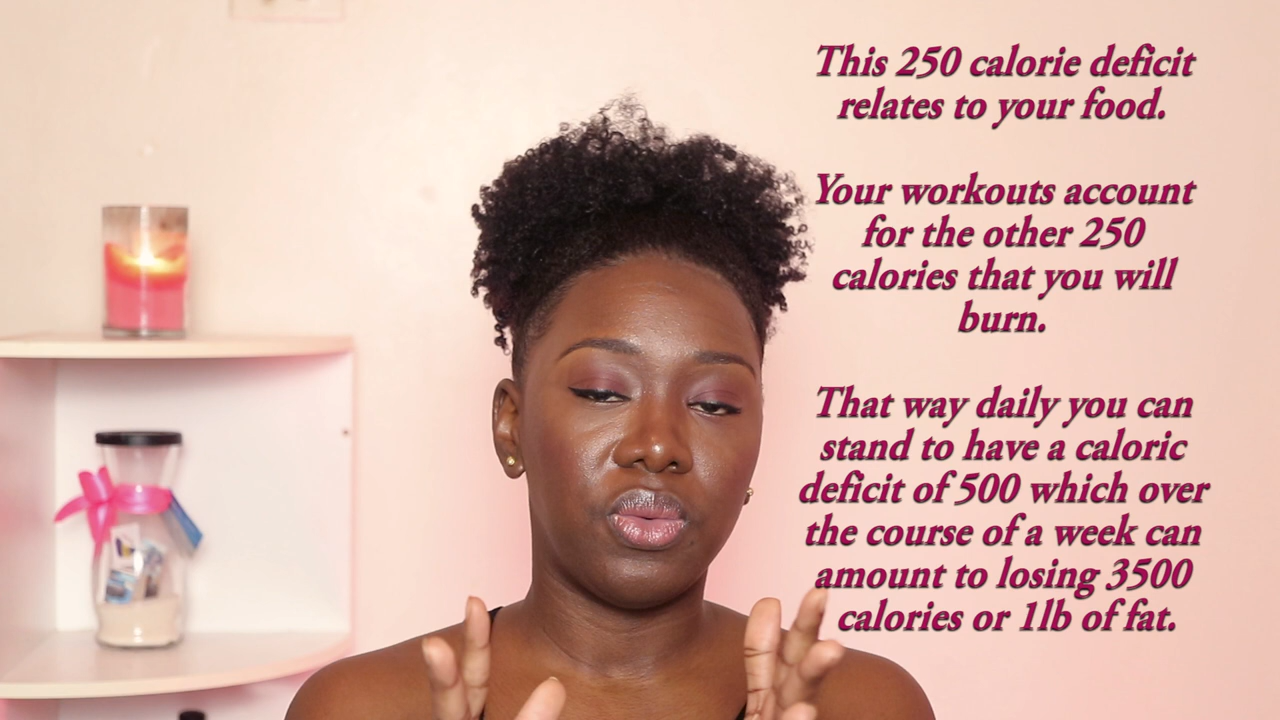 This 250 calorie deficit
relates to your food.
Your workouts account
for the other 250
calories that you will
burn.
That way daily you can
stand to have a caloric
deficit of 500 which over
the course of a week can
amount to losing 3500
calories or 1lb of fat.